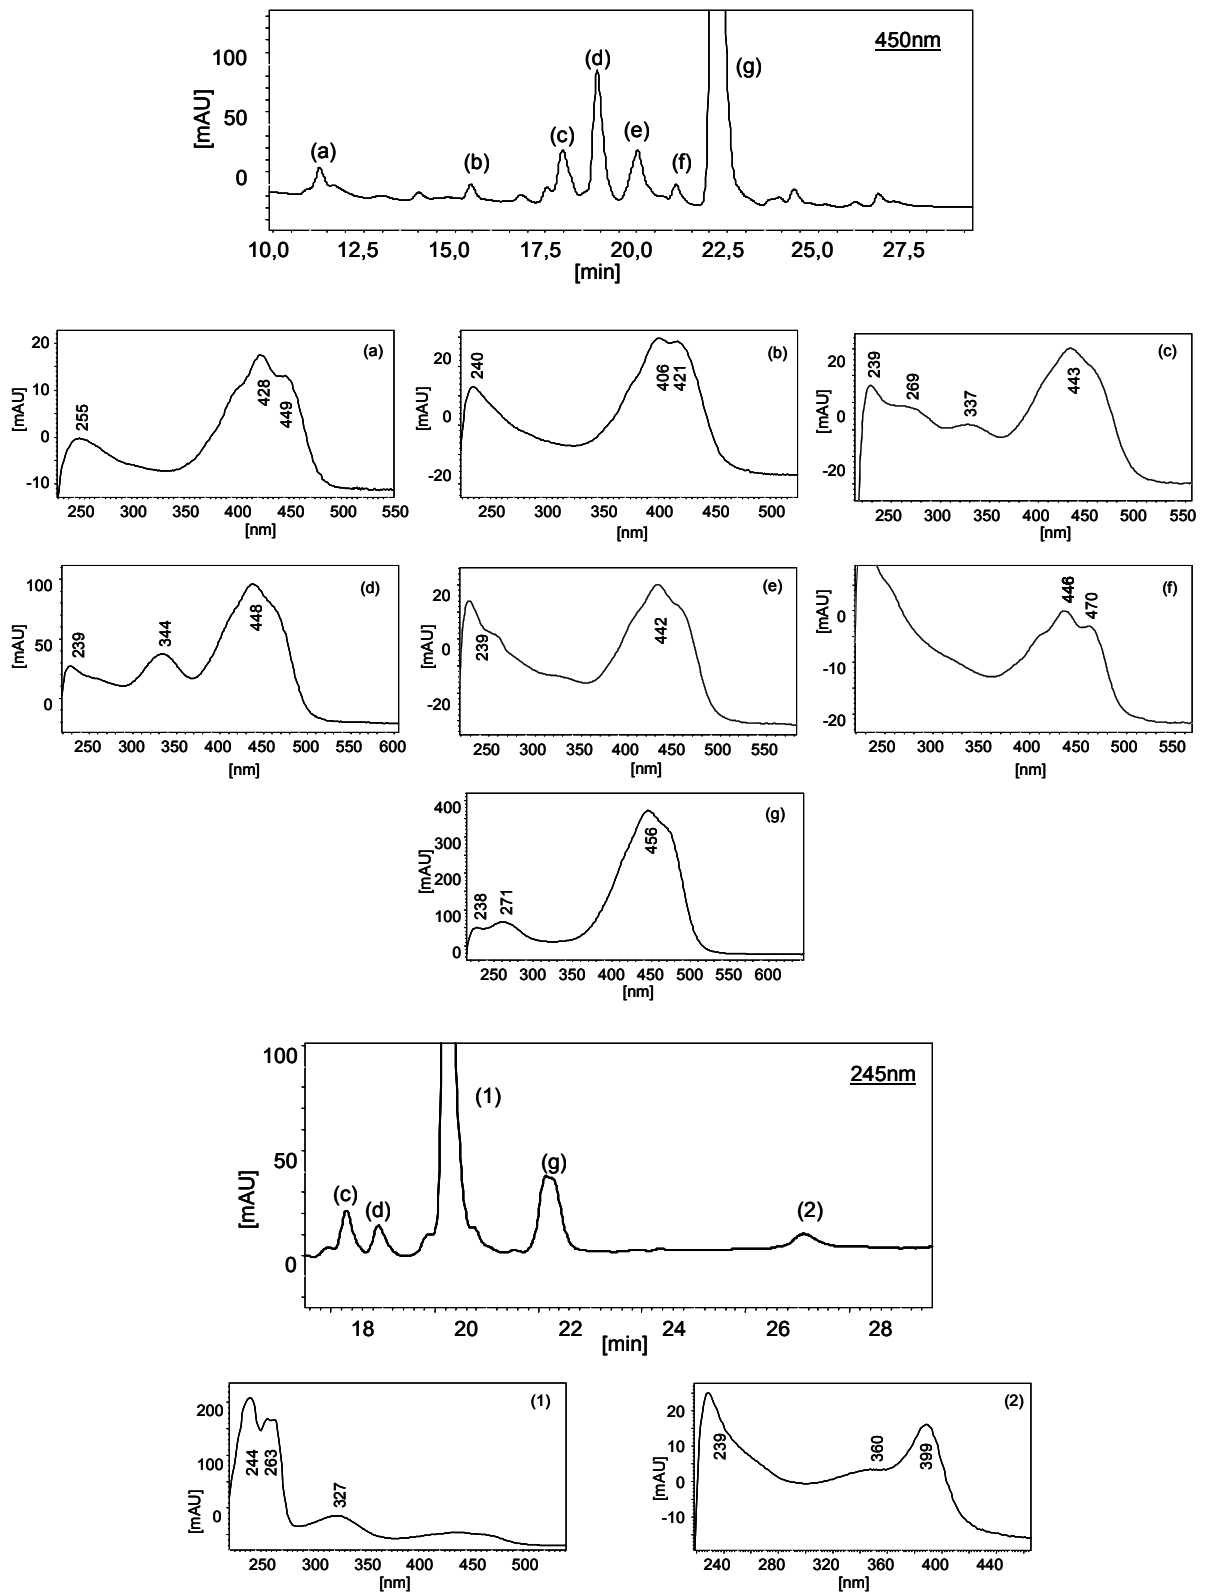 450nm
100
50
0
[mAU]
(a)
(b)
(c)
(d)
(e)
(f)
(g)
10,0 12,5 15,0 17,5 20,0 22,5 25,0 27,5
[min]
(a)
20
10
0
-10
[mAU]
255
428
449
250 300 350 400 450 500 550
[nm]
(b)
20
0
-20
[mAU]
240
406
421
250 300 350 400 450 500
[nm]
(c)
20
0
-20
[mAU]
239
269
337
443
250 300 350 400 450 500 550
[nm]
(d)
100
50
0
[mAU]
239
344
448
250 300 350 400 450 500 550 600
[nm]
(e)
20
0
-20
[mAU]
239
442
250 300 350 400 450 500 550
[nm]
(f)
0
-10
-20
[mAU]
446
470
250 300 350 400 450 500 550
[nm]
(g)
400
300
200
100
0
[mAU]
238
271
456
250 300 350 400 450 500 550 600
[nm]
245nm
100
50
0
[mAU]
(c)
(d)
(1)
(g)
(2)
18 20 22 24 26 28
[min]
(1)
200
100
0
[mAU]
244
263
327
250 300 350 400 450 500
[nm]
(2)
20
10
0
-10
[mAU]
239
360
399
240 280 320 360 400 440
[nm]